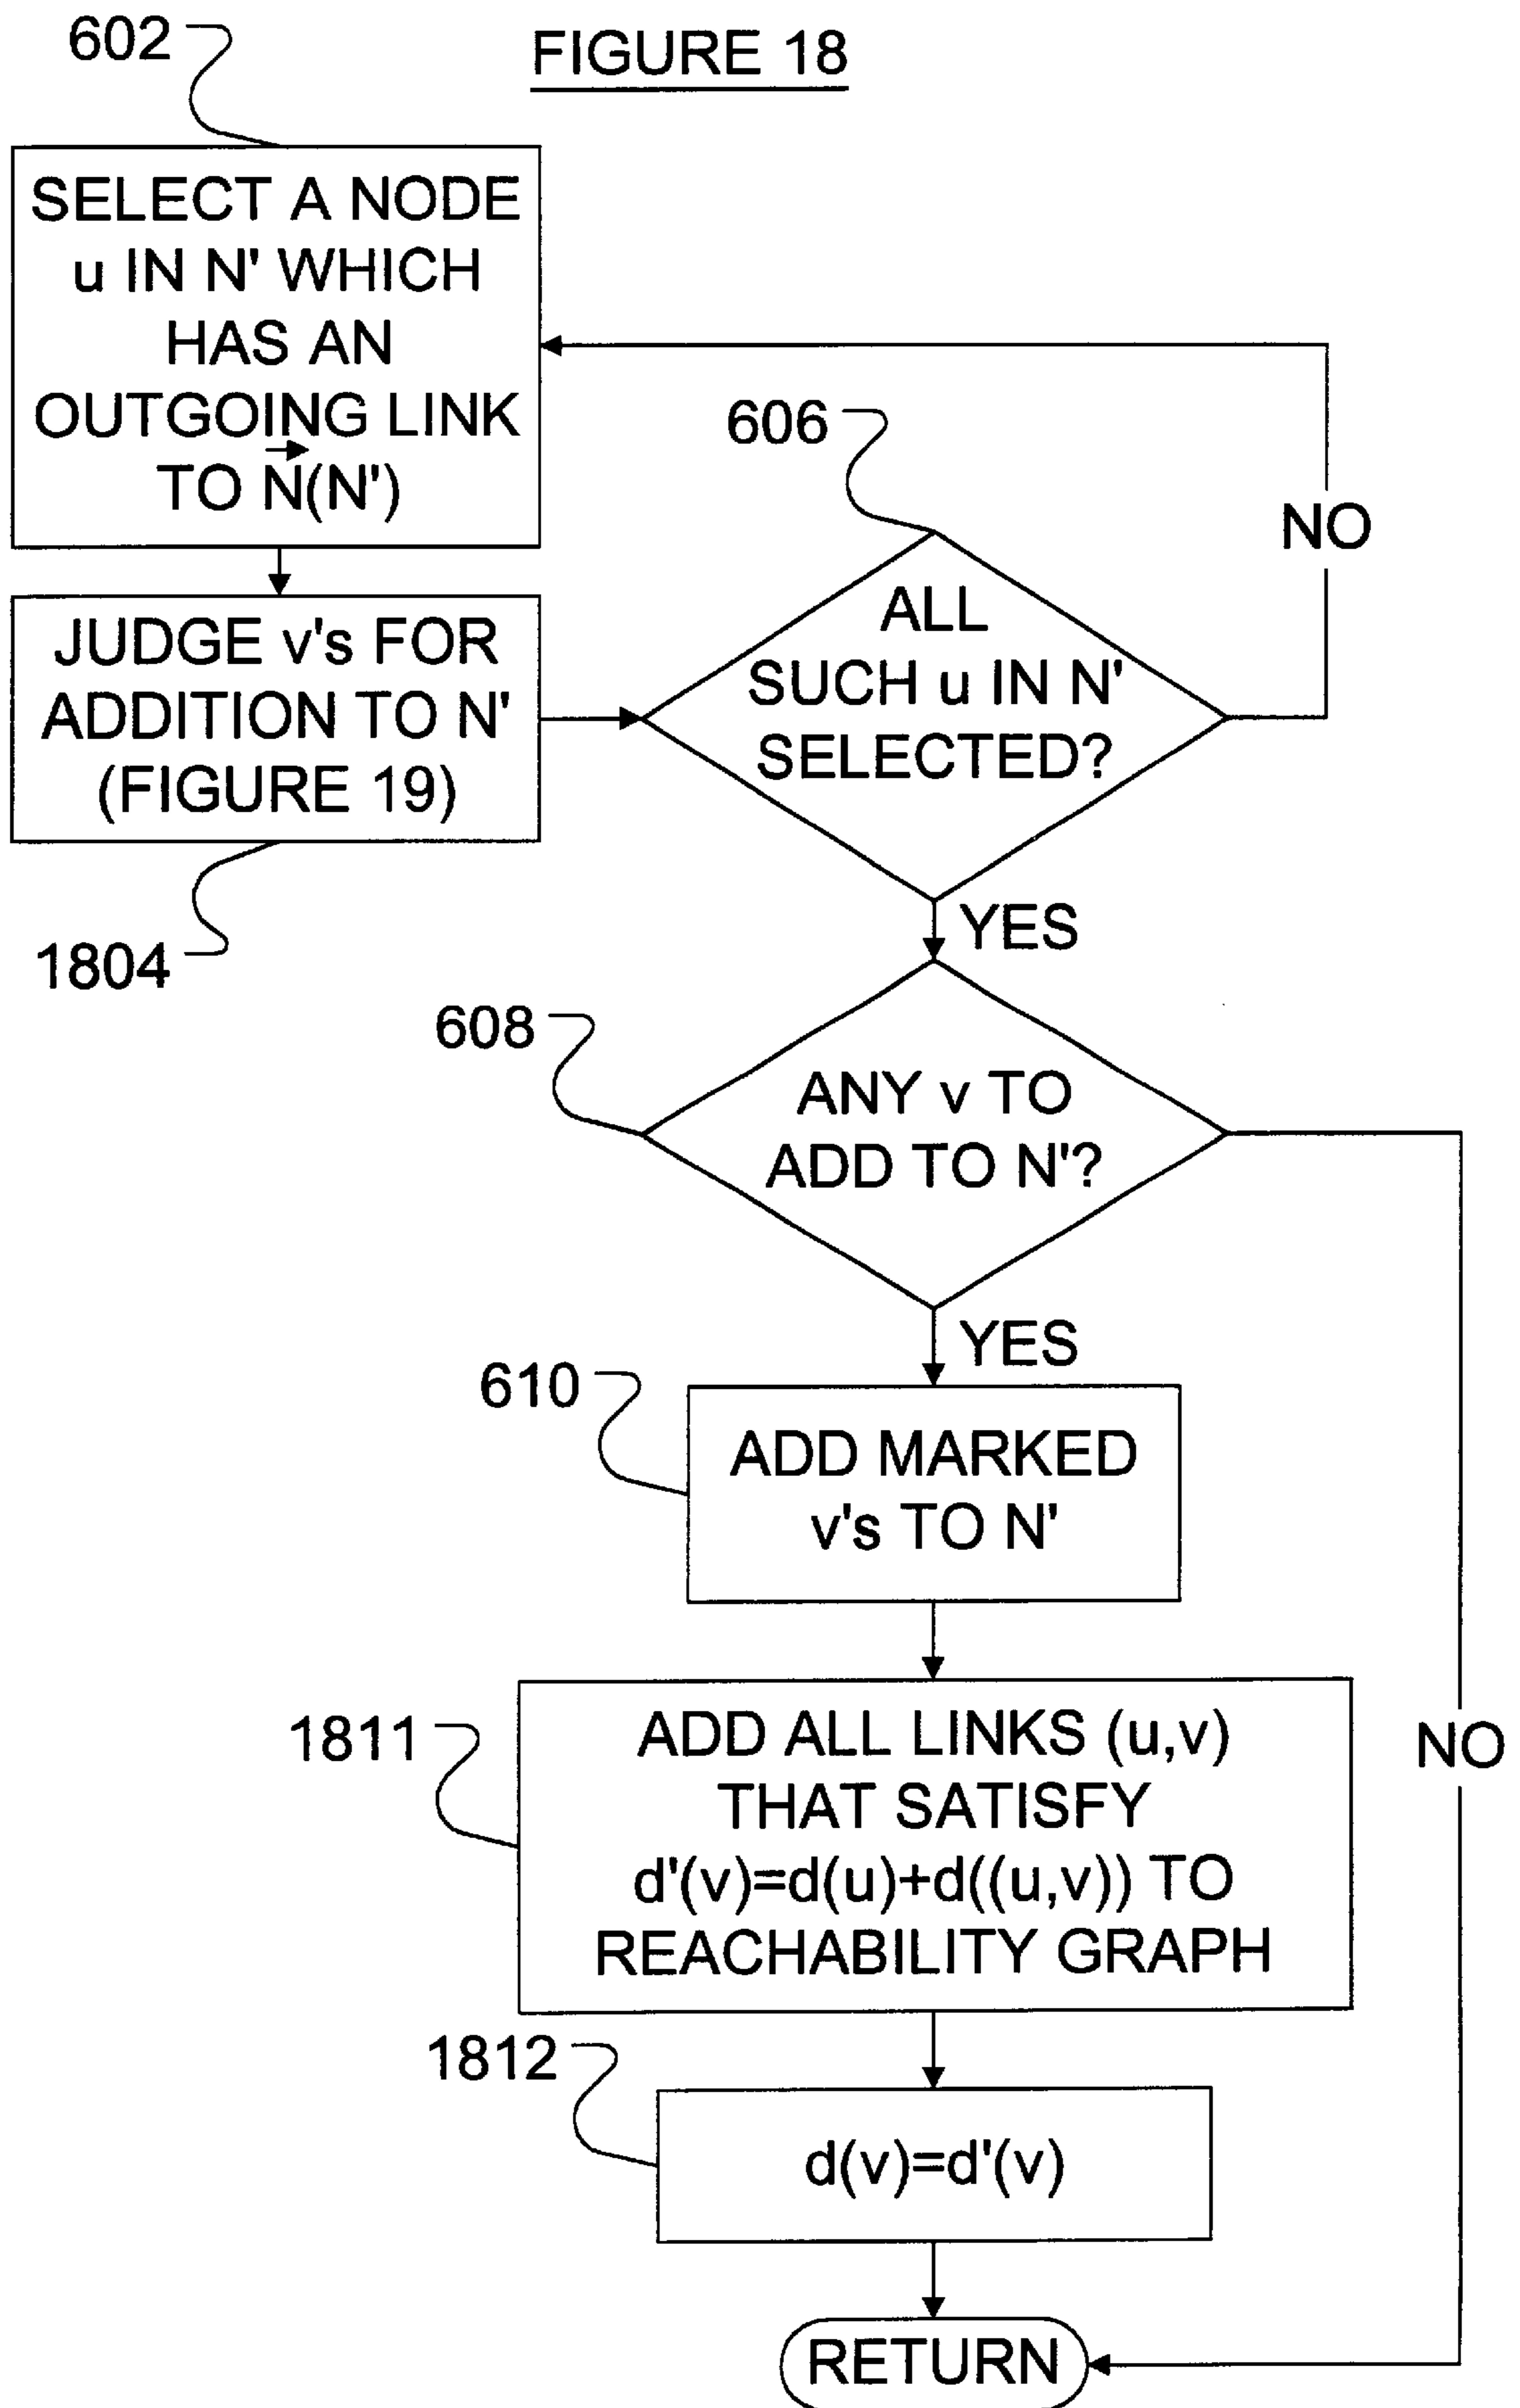 602
FIGURE 18
SELECT A NODE
u IN N' WHICH
HAS AN
OUTGOING LINK
TO N⃗(N')
JUDGE v's FOR
ADDITION TO N'
(FIGURE 19)
1804
606
ALL
SUCH u IN N'
SELECTED?
NO
YES
608
ANY v TO
ADD TO N'?
YES
NO
610
ADD MARKED
v's TO N'
1811
ADD ALL LINKS (u,v)
THAT SATISFY
d'(v)=d(u)+d((u,v)) TO
REACHABILITY GRAPH
1812
d(v)=d'(v)
RETURN